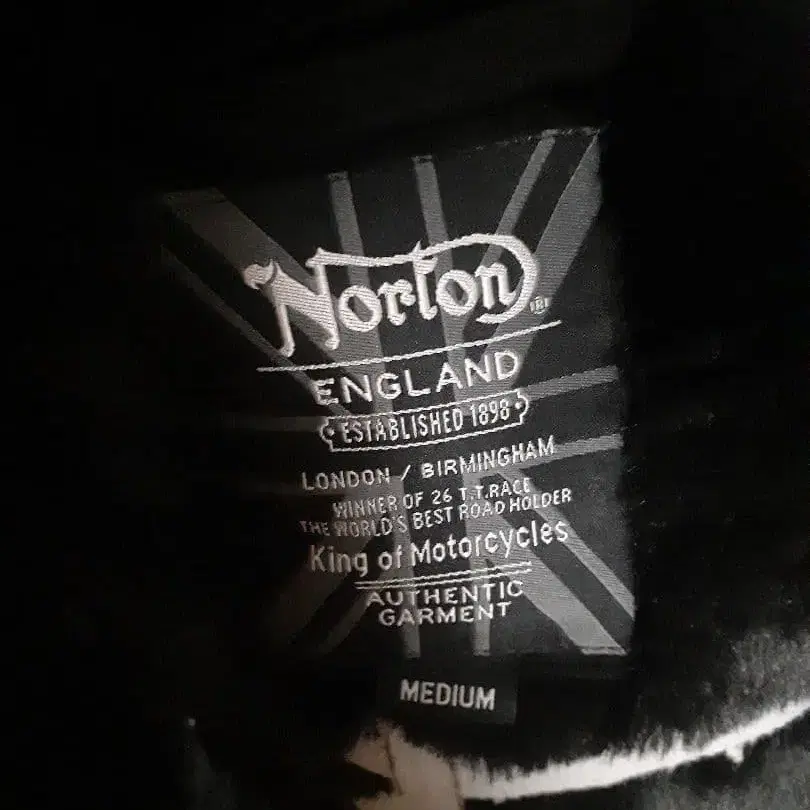 Norton®
ENGLAND
ESTABLISHED 1898
LONDON / BIRMINGHAM
WINNER OF 26 T.T.RACE
THE WORLD'S BEST ROAD HOLDER
King of Motorcycles
AUTHENTIC
GARMENT
MEDIUM